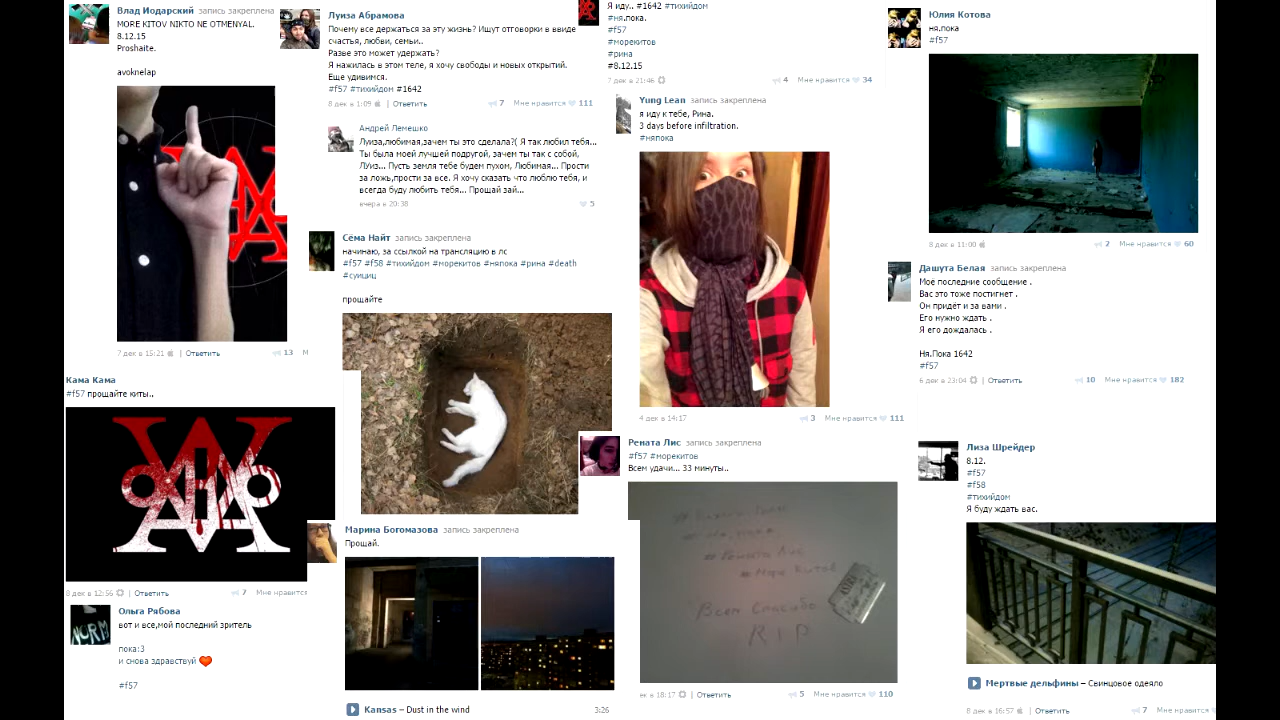 Влад Иодарский запись закреплена
MORE KITOV NIKTO NE OTMENYAL.
8.12.15
Proshaite.
avoknelap
7 дек в 15:21 | Ответить 13 М
Кама Кама
#f57 прощайте киты..
8 дек в 12:56 | Ответить 7 Мне нравится
Ольга Рябова
вот и все,мой последний зритель
пока:3
и снова здравствуй
#f57
Луиза Абрамова
Почему все держаться за эту жизнь? Ищут отговорки в ввиде
счастья, любви, семьи..
Разве это может удержать?
Я нажилась в этом теле, я хочу свободы и новых открытий.
Еще удивимся.
#f57 #тихийдом #1642
8 дек в 1:09 | Ответить 7 Мне нравится 111
Андрей Лемешко
Луиза,любимая,зачем ты это сделала?( Я так любил тебя...
Ты была моей лучшей подругой, зачем ты так с собой,
ЛУиз... Пусть земля тебе будем пухом, Любимая... Прости
за ложь,прости за все. Я хочу сказать что люблю тебя, и
всегда буду любить тебя... Прощай зай...
вчера в 20:38 5
Сёма Найт запись закреплена
начинаю, за ссылкой на трансляцию в лс
#f57 #f58 #тихийдом #морекитов #няпока #рина #death
#суициц
прощайте
Марина Богомазова запись закреплена
Прощай.
Kansas – Dust in the wind 3:26
Я иду.. #1642 #тихийдом
#ня.пока.
#f57
#морекитов
#рина
#8.12.15
7 дек в 21:46 4 Мне нравится 34
Yung Lean запись закреплена
я иду к тебе, Рина.
3 days before infiltration.
#няпока
4 дек в 14:17 3 Мне нравится 111
Рената Лис запись закреплена
#f57 #морекитов
Всем удачи... 33 минуты..
# Рената Лис
# Море Китов
Всем Спасибо
R I P
ек в 18:17 | Ответить 5 Мне нравится 110
Юлия Котова
ня.пока
#f57
8 дек в 11:00 2 Мне нравится 60
Дашута Белая запись закреплена
Моё последние сообщение .
Вас это тоже постигнет .
Он придёт и за вами .
Его нужно ждать .
Я его дождалась .
Ня.Пока 1642
#f57
6 дек в 23:04 | Ответить 10 Мне нравится 182
Лиза Шрейдер
8.12.
#f57
#f58
#тихийдом
Я буду ждать вас.
Мертвые дельфины – Свинцовое одеяло
8 дек в 16:57 | Ответить 7 Мне нравится